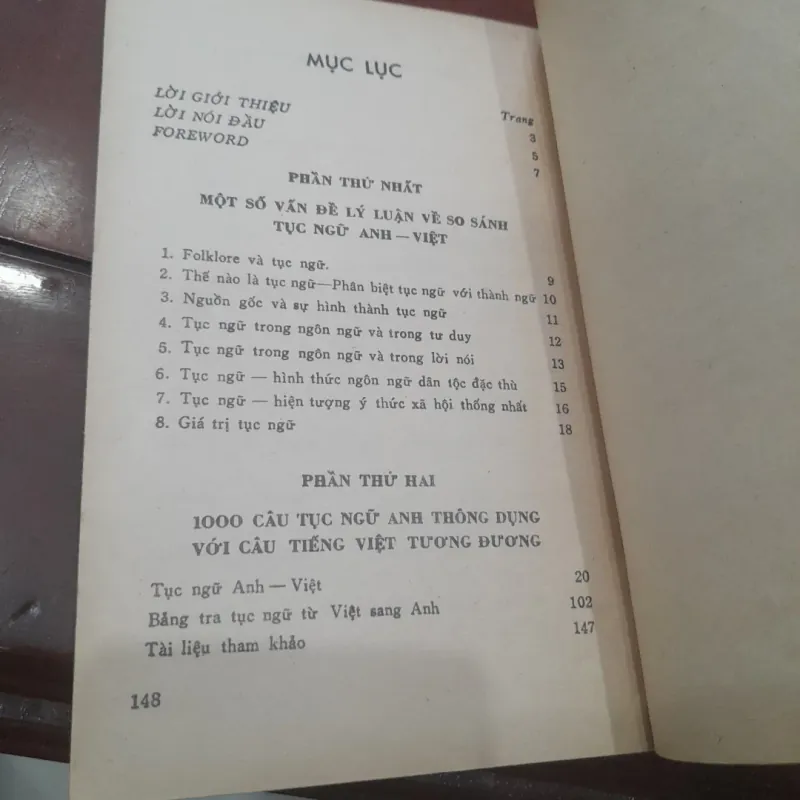 MỤC LỤC
Trang
LỜI GIỚI THIỆU 3
LỜI NÓI ĐẦU 5
FOREWORD 7
PHẦN THỨ NHẤT
MỘT SỐ VẤN ĐỀ LÝ LUẬN VỀ SO SÁNH
TỤC NGỮ ANH — VIỆT
1. Folklore và tục ngữ. 9
2. Thế nào là tục ngữ—Phân biệt tục ngữ với thành ngữ 10
3. Nguồn gốc và sự hình thành tục ngữ 11
4. Tục ngữ trong ngôn ngữ và trong tư duy 12
5. Tục ngữ trong ngôn ngữ và trong lời nói 13
6. Tục ngữ — hình thức ngôn ngữ dân tộc đặc thù 15
7. Tục ngữ — hiện tượng ý thức xã hội thống nhất 16
8. Giá trị tục ngữ 18
PHẦN THỨ HAI
1000 CÂU TỤC NGỮ ANH THÔNG DỤNG
VỚI CÂU TIẾNG VIỆT TƯƠNG ĐƯƠNG
Tục ngữ Anh — Việt 20
Bảng tra tục ngữ từ Việt sang Anh 102
Tài liệu tham khảo 147
148